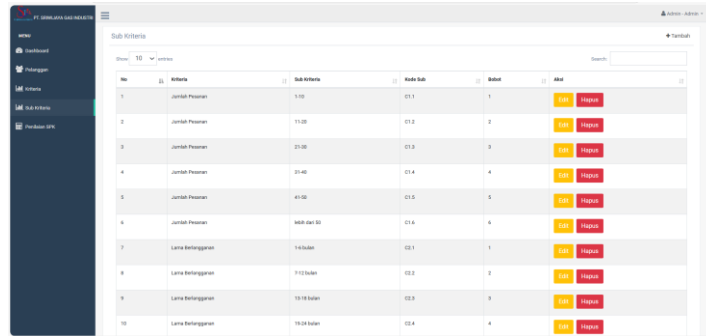 PT. SRIWIJAYA GAS INDUSTRI
Admin - Admin
MENU
Dashboard
Pelanggan
Kriteria
Sub Kriteria
Penilaian SPK
Sub Kriteria
+ Tambah
Show 10 entries
Search:
No Kriteria Sub Kriteria Kode Sub Bobot Aksi
1 Jumlah Pesanan 1-10 C1.1 1 Edit Hapus
2 Jumlah Pesanan 11-20 C1.2 2 Edit Hapus
3 Jumlah Pesanan 21-30 C1.3 3 Edit Hapus
4 Jumlah Pesanan 31-40 C1.4 4 Edit Hapus
5 Jumlah Pesanan 41-50 C1.5 5 Edit Hapus
6 Jumlah Pesanan lebih dari 50 C1.6 6 Edit Hapus
7 Lama Berlangganan 1-6 bulan C2.1 1 Edit Hapus
8 Lama Berlangganan 7-12 bulan C2.2 2 Edit Hapus
9 Lama Berlangganan 13-18 bulan C2.3 3 Edit Hapus
10 Lama Berlangganan 19-24 bulan C2.4 4 Edit Hapus